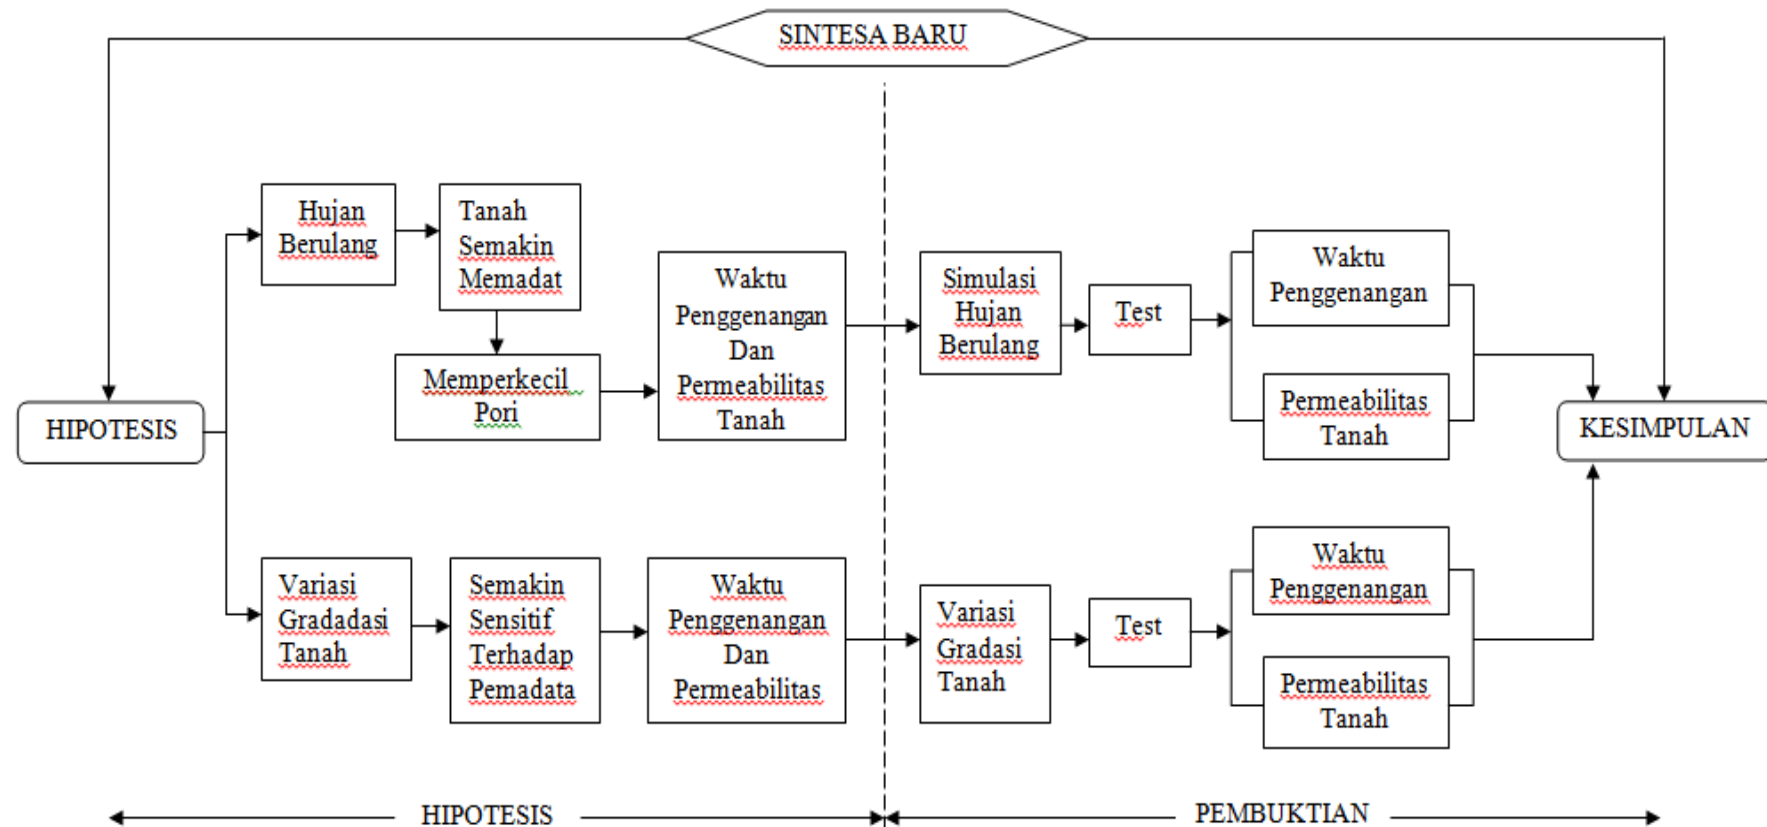 SINTESA BARU
HIPOTESIS
Hujan
Berulang
Tanah
Semakin
Memadat
Memperkecil
Pori
Waktu
Penggenangan
Dan
Permeabilitas
Tanah
Simulasi
Hujan
Berulang
Test
Waktu
Penggenangan
Permeabilitas
Tanah
KESIMPULAN
Variasi
Gradadasi
Tanah
Semakin
Sensitif
Terhadap
Pemadata
Waktu
Penggenangan
Dan
Permeabilitas
Variasi
Gradasi
Tanah
Test
Waktu
Penggenangan
Permeabilitas
Tanah
HIPOTESIS
PEMBUKTIAN